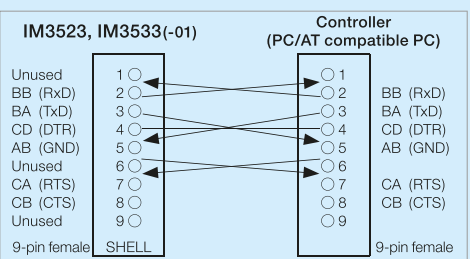 IM3523, IM3533(-01)
Controller
(PC/AT compatible PC)
Unused 1 1
BB (RxD) 2 2 BB (RxD)
BA (TxD) 3 3 BA (TxD)
CD (DTR) 4 4 CD (DTR)
AB (GND) 5 5 AB (GND)
Unused 6 6
CA (RTS) 7 7 CA (RTS)
CB (CTS) 8 8 CB (CTS)
Unused 9 9
9-pin female SHELL 9-pin female